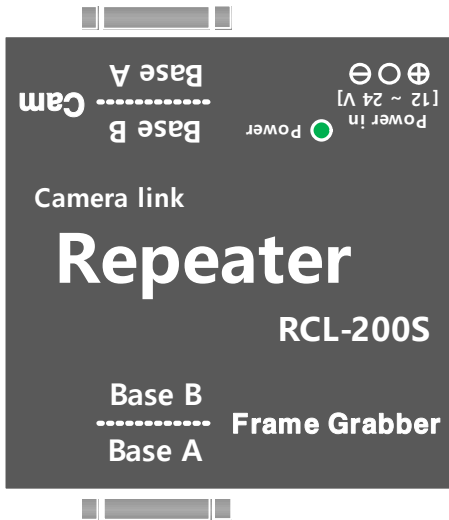 Base A
Cam
Base B
Power in
[12 ~ 24 V]
Power
Camera link
Repeater
RCL-200S
Base B
Base A
Frame Grabber